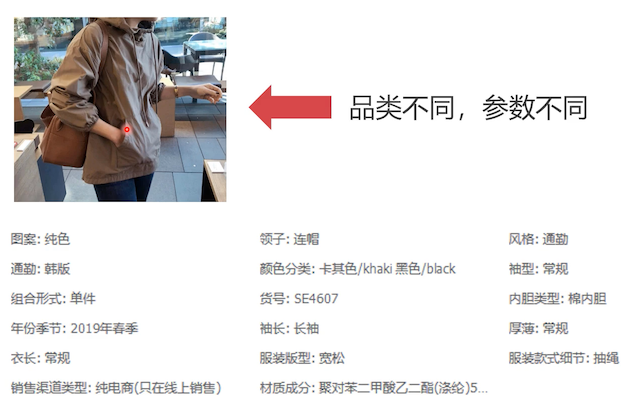 品类不同，参数不同
图案: 纯色 领子: 连帽 风格: 通勤
通勤: 韩版 颜色分类: 卡其色/khaki 黑色/black 袖型: 常规
组合形式: 单件 货号: SE4607 内胆类型: 棉内胆
年份季节: 2019年春季 袖长: 长袖 厚薄: 常规
衣长: 常规 服装版型: 宽松 服装款式细节: 抽绳
销售渠道类型: 纯电商(只在线上销售) 材质成分: 聚对苯二甲酸乙二酯(涤纶)5...